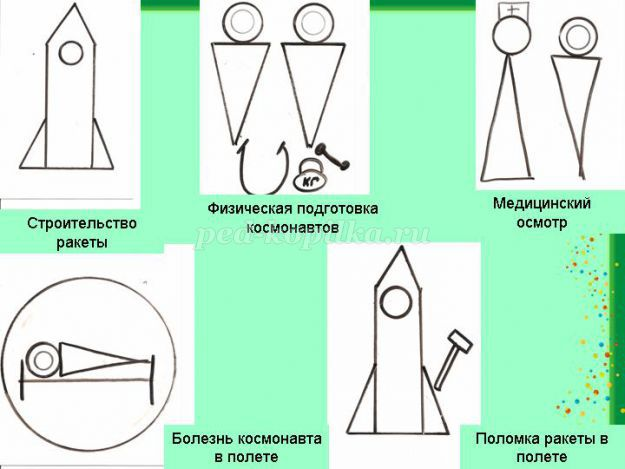 кг
Строительство
ракеты
Физическая подготовка
космонавтов
Медицинский
осмотр
ped-kopilka.ru
Болезнь космонавта
в полете
Поломка ракеты в
полете